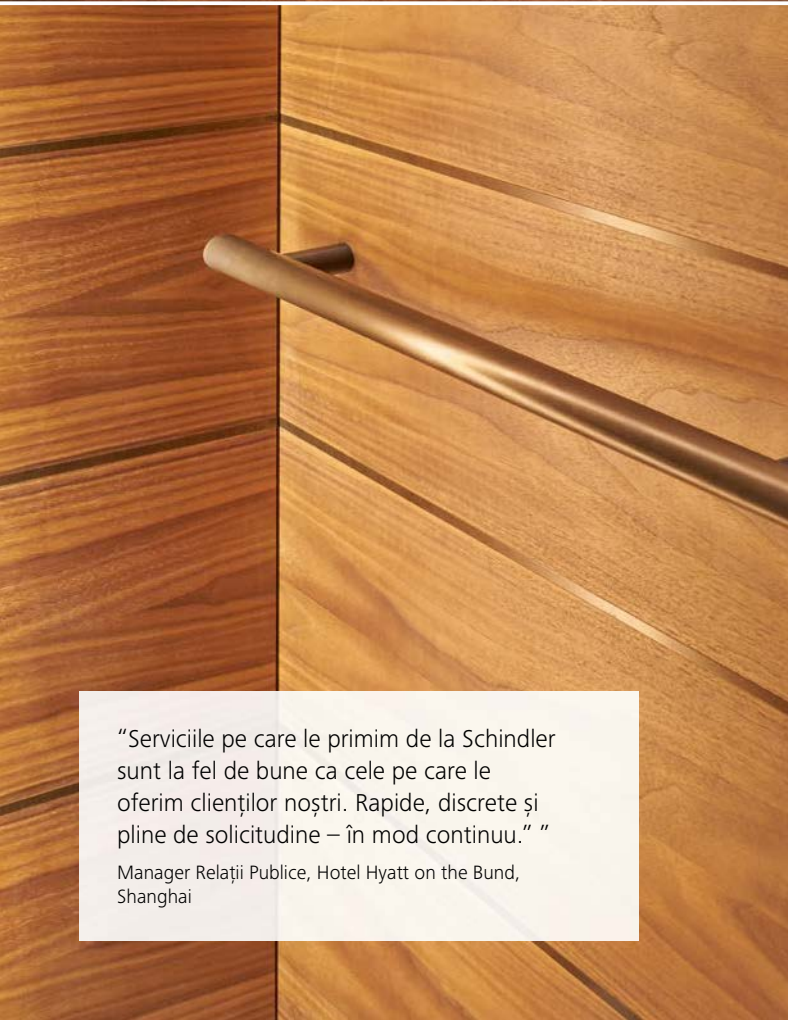 “Serviciile pe care le primim de la Schindler
sunt la fel de bune ca cele pe care le
oferim clienților noștri. Rapide, discrete și
pline de solicitudine – în mod continuu.” ”
Manager Relații Publice, Hotel Hyatt on the Bund,
Shanghai